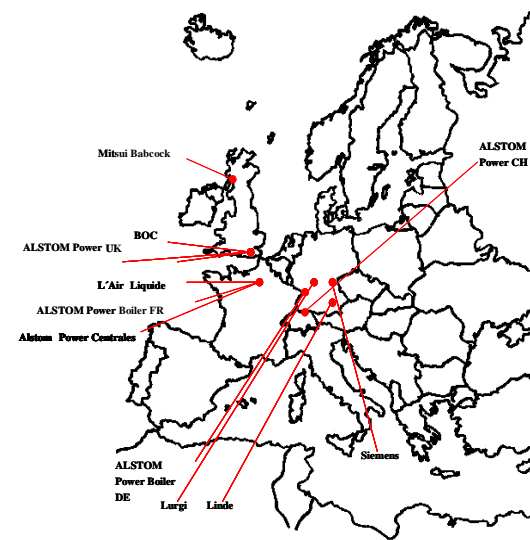 Mitsui Babcock
ALSTOM
Power CH
BOC
ALSTOM Power UK
L´Air Liquide
ALSTOM Power Boiler FR
Alstom Power Centrales
ALSTOM
Power Boiler
DE
Siemens
Lurgi
Linde